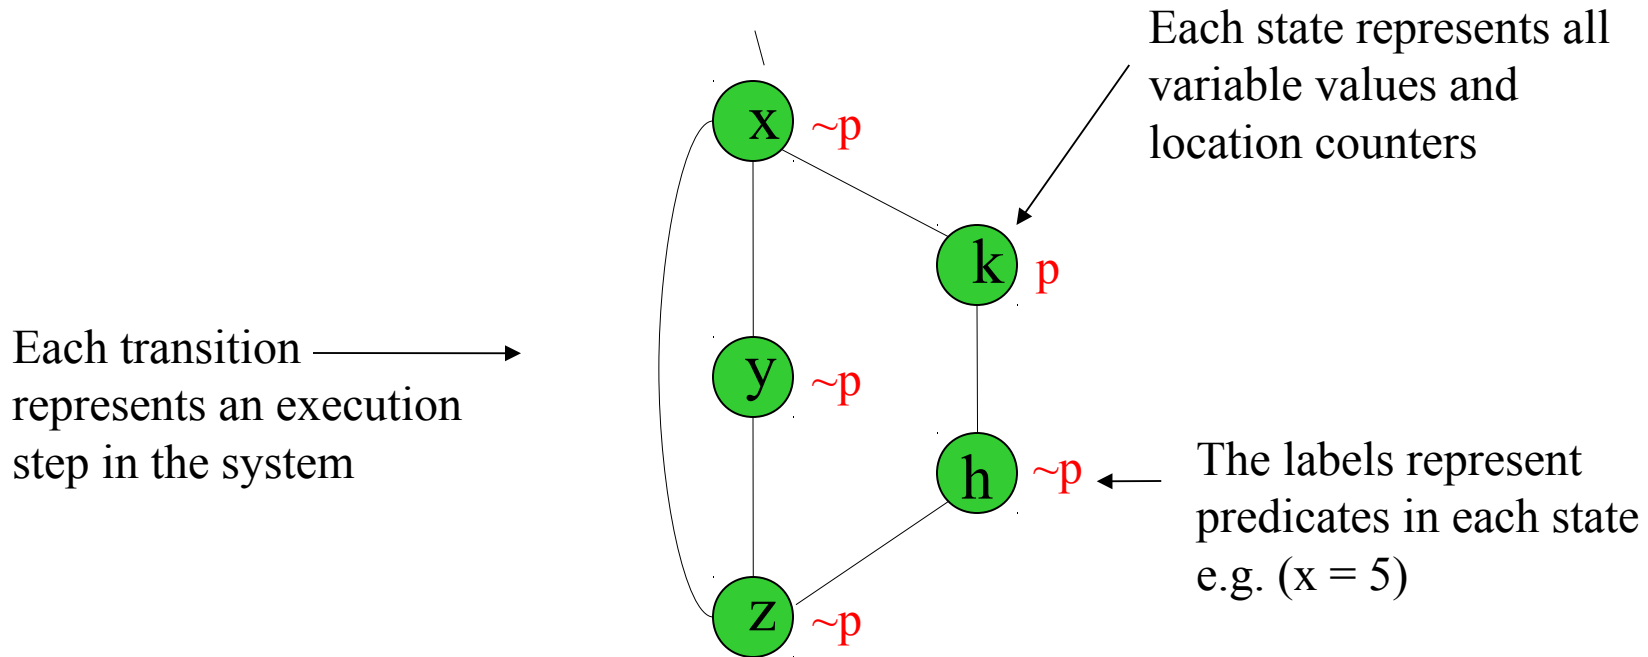 Each state represents all
variable values and
location counters
x ~p
k p
Each transition
represents an execution
step in the system
y ~p
h ~p
The labels represent
predicates in each state
e.g. (x = 5)
z ~p